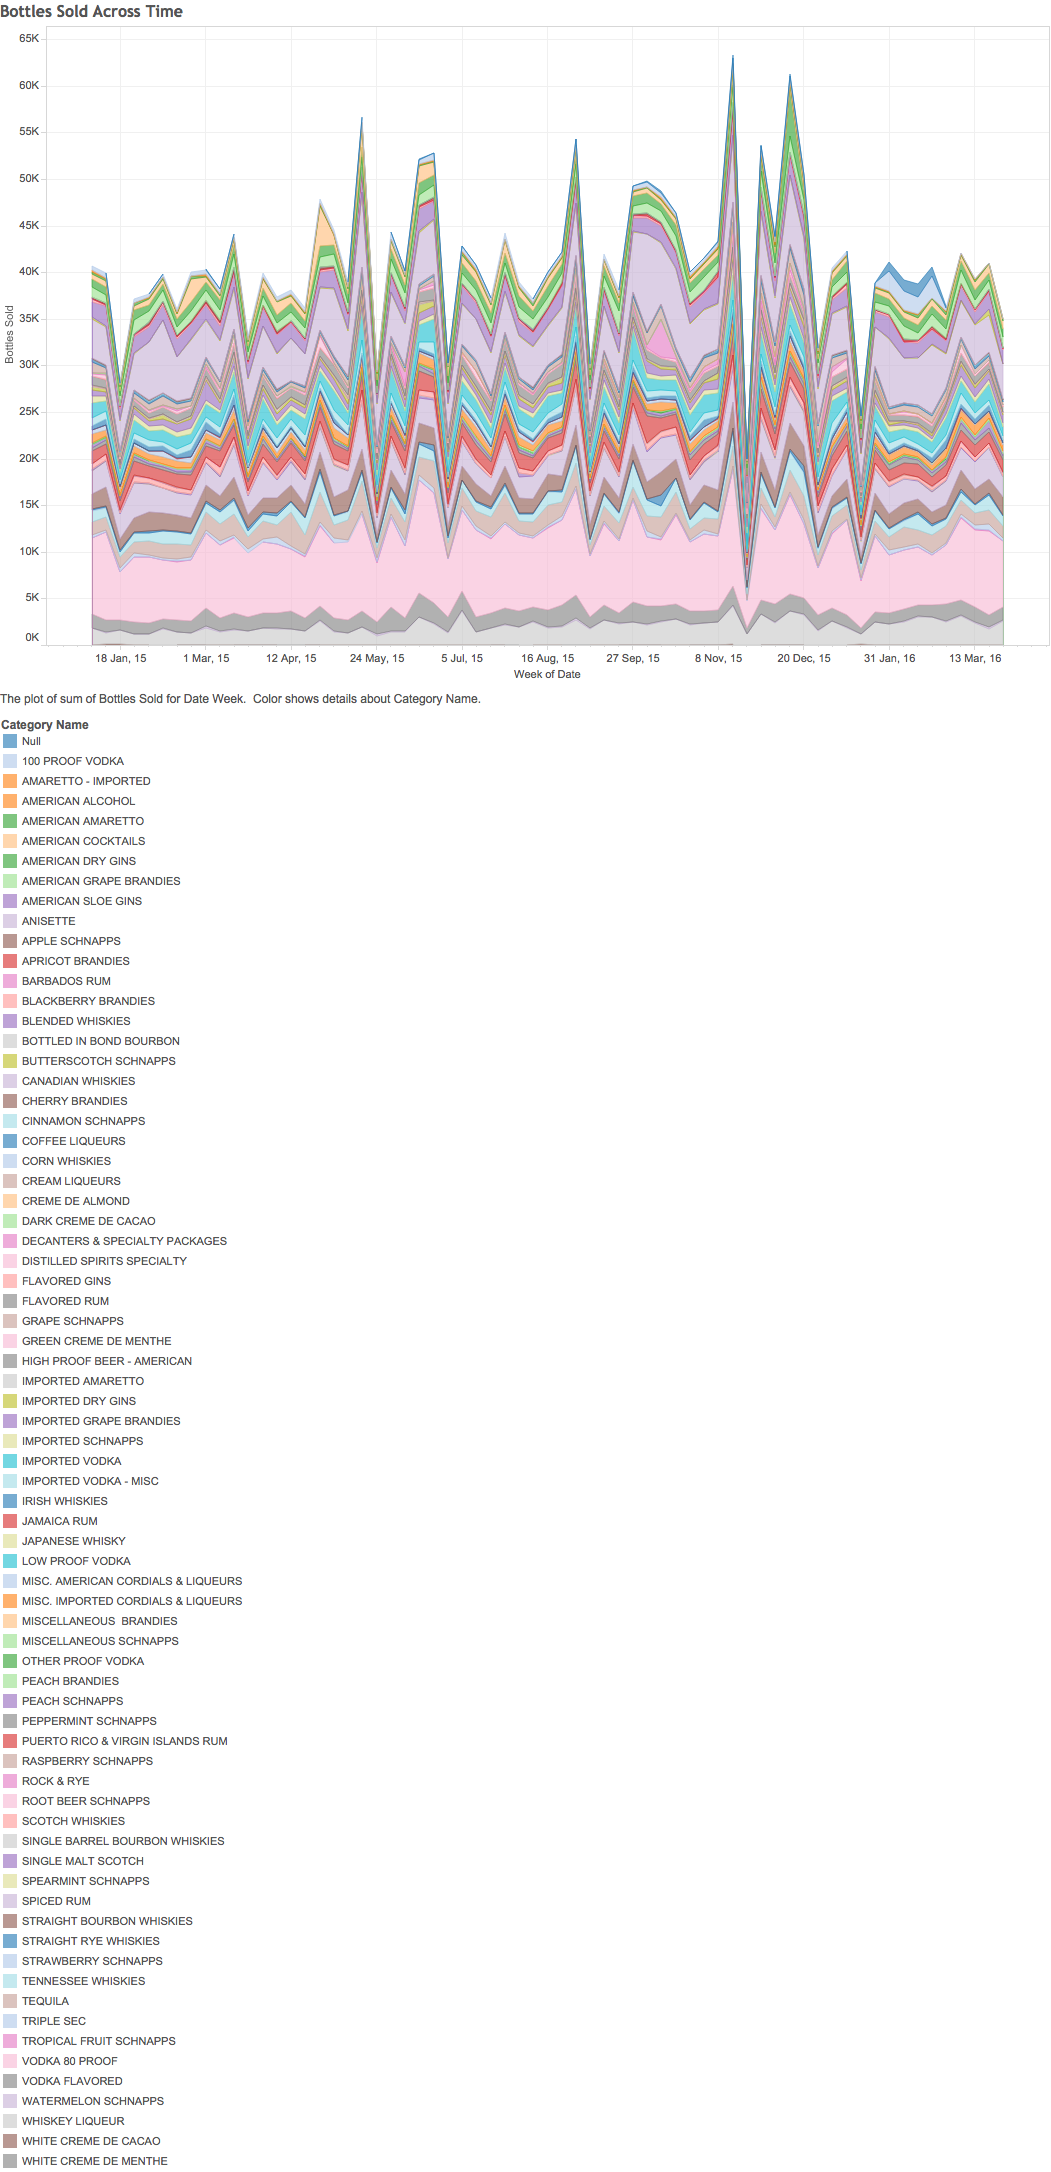 Bottles Sold Across Time
65K
60K
55K
50K
45K
40K
35K
30K
25K
20K
15K
10K
5K
0K
Bottles Sold
18 Jan, 15 1 Mar, 15 12 Apr, 15 24 May, 15 5 Jul, 15 16 Aug, 15 27 Sep, 15 8 Nov, 15 20 Dec, 15 31 Jan, 16 13 Mar, 16
Week of Date
The plot of sum of Bottles Sold for Date Week.  Color shows details about Category Name.
Category Name
Null
100 PROOF VODKA
AMARETTO - IMPORTED
AMERICAN ALCOHOL
AMERICAN AMARETTO
AMERICAN COCKTAILS
AMERICAN DRY GINS
AMERICAN GRAPE BRANDIES
AMERICAN SLOE GINS
ANISETTE
APPLE SCHNAPPS
APRICOT BRANDIES
BARBADOS RUM
BLACKBERRY BRANDIES
BLENDED WHISKIES
BOTTLED IN BOND BOURBON
BUTTERSCOTCH SCHNAPPS
CANADIAN WHISKIES
CHERRY BRANDIES
CINNAMON SCHNAPPS
COFFEE LIQUEURS
CORN WHISKIES
CREAM LIQUEURS
CREME DE ALMOND
DARK CREME DE CACAO
DECANTERS & SPECIALTY PACKAGES
DISTILLED SPIRITS SPECIALTY
FLAVORED GINS
FLAVORED RUM
GRAPE SCHNAPPS
GREEN CREME DE MENTHE
HIGH PROOF BEER - AMERICAN
IMPORTED AMARETTO
IMPORTED DRY GINS
IMPORTED GRAPE BRANDIES
IMPORTED SCHNAPPS
IMPORTED VODKA
IMPORTED VODKA - MISC
IRISH WHISKIES
JAMAICA RUM
JAPANESE WHISKY
LOW PROOF VODKA
MISC. AMERICAN CORDIALS & LIQUEURS
MISC. IMPORTED CORDIALS & LIQUEURS
MISCELLANEOUS  BRANDIES
MISCELLANEOUS SCHNAPPS
OTHER PROOF VODKA
PEACH BRANDIES
PEACH SCHNAPPS
PEPPERMINT SCHNAPPS
PUERTO RICO & VIRGIN ISLANDS RUM
RASPBERRY SCHNAPPS
ROCK & RYE
ROOT BEER SCHNAPPS
SCOTCH WHISKIES
SINGLE BARREL BOURBON WHISKIES
SINGLE MALT SCOTCH
SPEARMINT SCHNAPPS
SPICED RUM
STRAIGHT BOURBON WHISKIES
STRAIGHT RYE WHISKIES
STRAWBERRY SCHNAPPS
TENNESSEE WHISKIES
TEQUILA
TRIPLE SEC
TROPICAL FRUIT SCHNAPPS
VODKA 80 PROOF
VODKA FLAVORED
WATERMELON SCHNAPPS
WHISKEY LIQUEUR
WHITE CREME DE CACAO
WHITE CREME DE MENTHE